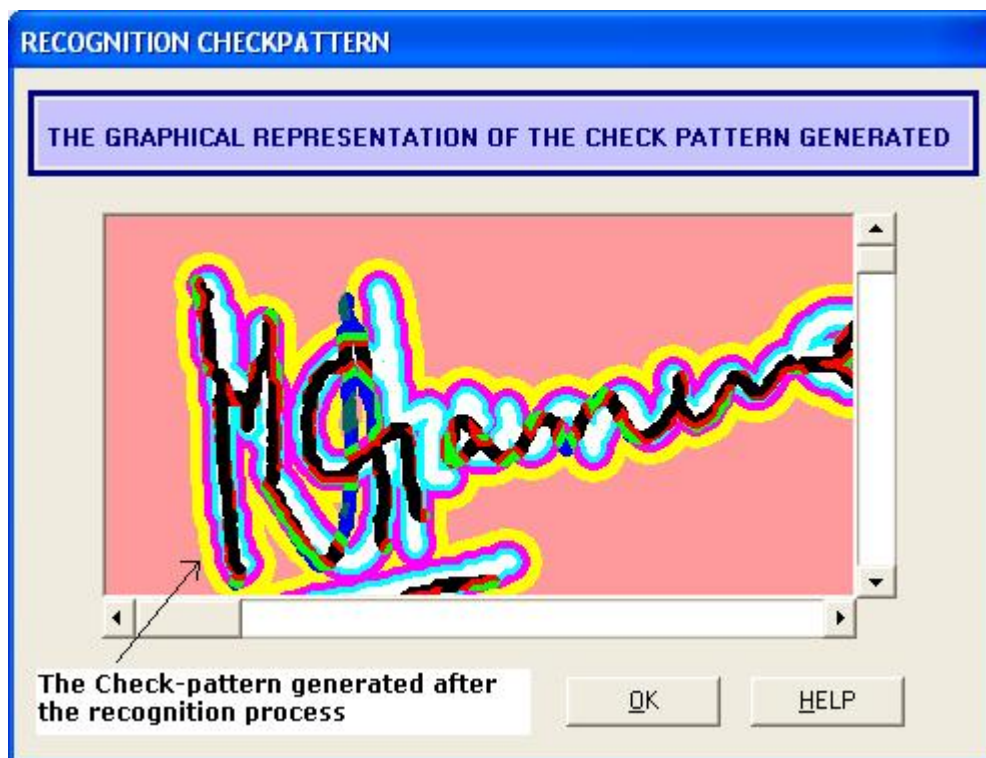 RECOGNITION CHECKPATTERN
THE GRAPHICAL REPRESENTATION OF THE CHECK PATTERN GENERATED
The Check-pattern generated after
the recognition process
OK
HELP